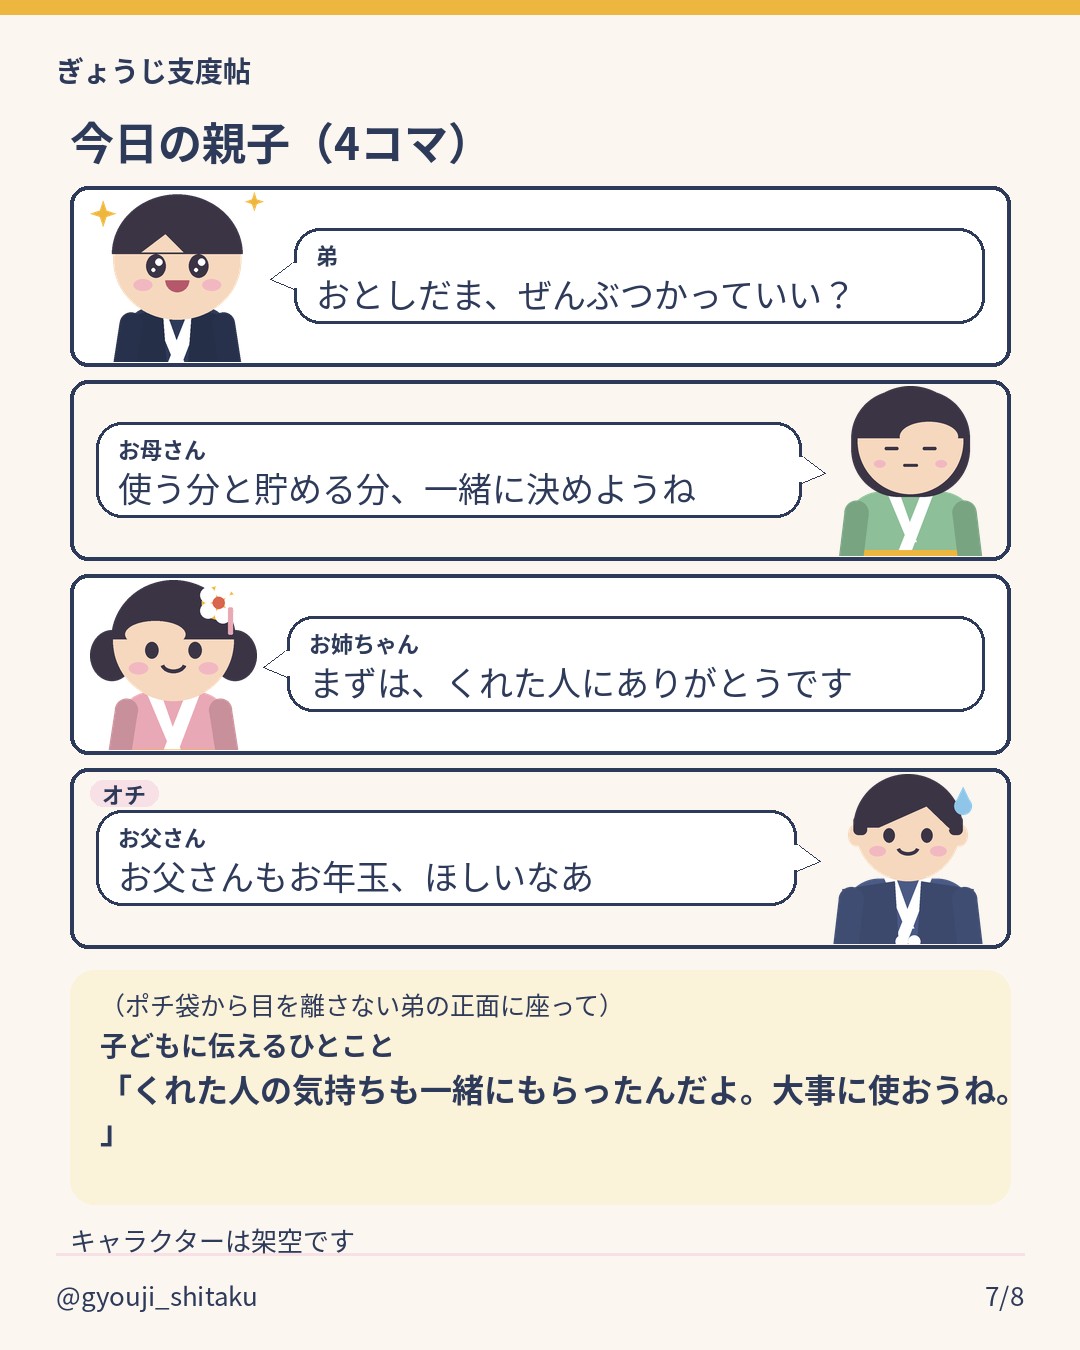 ぎょうじ支度帖
今日の親子（4コマ）
弟
おとしだま、ぜんぶつかっていい？
お母さん
使う分と貯める分、一緒に決めようね
お姉ちゃん
まずは、くれた人にありがとうです
オチ
お父さん
お父さんもお年玉、ほしいなあ
（ポチ袋から目を離さない弟の正面に座って）
子どもに伝えるひとこと
「くれた人の気持ちも一緒にもらったんだよ。大事に使おうね。
」
キャラクターは架空です
@gyouji_shitaku
7/8